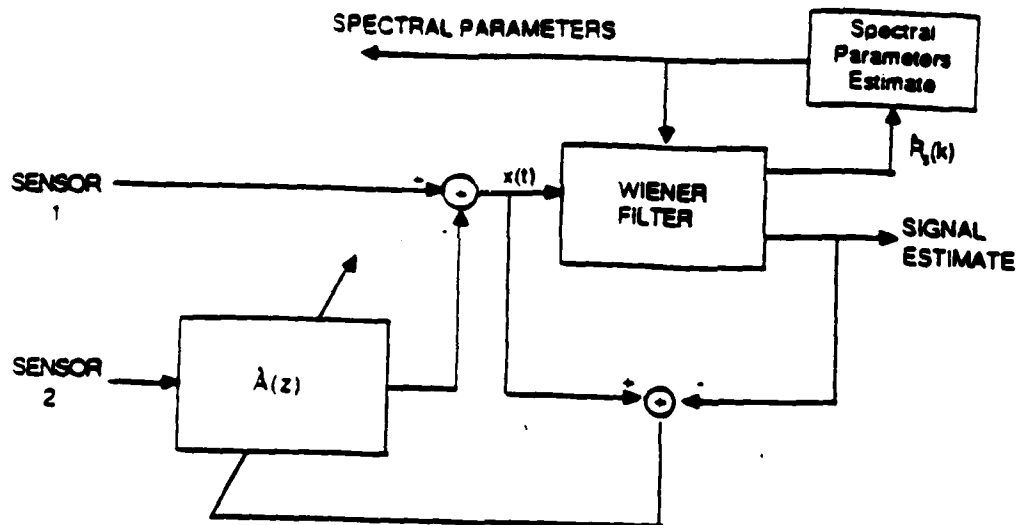 SPECTRAL PARAMETERS
Spectral
Parameters
Estimate
R̂ₛ(k)
SENSOR
1
-
-
x(t)
WIENER
FILTER
SIGNAL
ESTIMATE
SENSOR
2
Â(z)
+
+
-